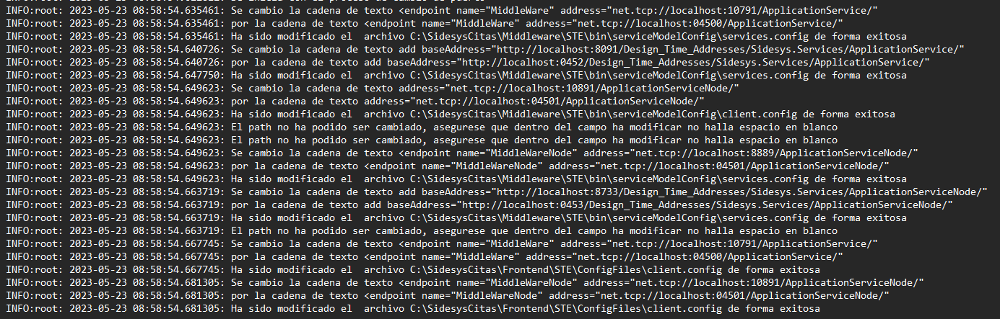 INFO:root: 2023-05-23 08:58:54.635461: Se cambio la cadena de texto <endpoint name="MiddleWare" address="net.tcp://localhost:10791/ApplicationService/"
INFO:root: 2023-05-23 08:58:54.635461: por la cadena de texto <endpoint name="MiddleWare" address="net.tcp://localhost:04500/ApplicationService/"
INFO:root: 2023-05-23 08:58:54.635461: Ha sido modificado el  archivo C:\SidesysCitas\Middleware\STE\bin\serviceModelConfig\services.config de forma exitosa
INFO:root: 2023-05-23 08:58:54.640726: Se cambio la cadena de texto add baseAddress="http://localhost:8091/Design_Time_Addresses/Sidesys.Services/ApplicationService/"
INFO:root: 2023-05-23 08:58:54.640726: por la cadena de texto add baseAddress="http://localhost:0452/Design_Time_Addresses/Sidesys.Services/ApplicationService/"
INFO:root: 2023-05-23 08:58:54.647750: Ha sido modificado el  archivo C:\SidesysCitas\Middleware\STE\bin\serviceModelConfig\services.config de forma exitosa
INFO:root: 2023-05-23 08:58:54.649623: Se cambio la cadena de texto address="net.tcp://localhost:10891/ApplicationServiceNode/"
INFO:root: 2023-05-23 08:58:54.649623: por la cadena de texto address="net.tcp://localhost:04501/ApplicationServiceNode/"
INFO:root: 2023-05-23 08:58:54.649623: Ha sido modificado el  archivo C:\SidesysCitas\Middleware\STE\bin\serviceModelConfig\client.config de forma exitosa
INFO:root: 2023-05-23 08:58:54.649623: El path no ha podido ser cambiado, asegurese que dentro del campo ha modificar no halla espacio en blanco
INFO:root: 2023-05-23 08:58:54.649623: El path no ha podido ser cambiado, asegurese que dentro del campo ha modificar no halla espacio en blanco
INFO:root: 2023-05-23 08:58:54.649623: Se cambio la cadena de texto <endpoint name="MiddleWareNode" address="net.tcp://localhost:8889/ApplicationServiceNode/"
INFO:root: 2023-05-23 08:58:54.649623: por la cadena de texto <endpoint name="MiddleWareNode" address="net.tcp://localhost:04501/ApplicationServiceNode/"
INFO:root: 2023-05-23 08:58:54.649623: Ha sido modificado el  archivo C:\SidesysCitas\Middleware\STE\bin\serviceModelConfig\services.config de forma exitosa
INFO:root: 2023-05-23 08:58:54.663719: Se cambio la cadena de texto add baseAddress="http://localhost:8733/Design_Time_Addresses/Sidesys.Services/ApplicationServiceNode/"
INFO:root: 2023-05-23 08:58:54.663719: por la cadena de texto add baseAddress="http://localhost:0453/Design_Time_Addresses/Sidesys.Services/ApplicationServiceNode/"
INFO:root: 2023-05-23 08:58:54.663719: Ha sido modificado el  archivo C:\SidesysCitas\Middleware\STE\bin\serviceModelConfig\services.config de forma exitosa
INFO:root: 2023-05-23 08:58:54.663719: El path no ha podido ser cambiado, asegurese que dentro del campo ha modificar no halla espacio en blanco
INFO:root: 2023-05-23 08:58:54.667745: Se cambio la cadena de texto <endpoint name="MiddleWare" address="net.tcp://localhost:10791/ApplicationService/"
INFO:root: 2023-05-23 08:58:54.667745: por la cadena de texto <endpoint name="MiddleWare" address="net.tcp://localhost:04500/ApplicationService/"
INFO:root: 2023-05-23 08:58:54.667745: Ha sido modificado el  archivo C:\SidesysCitas\Frontend\STE\ConfigFiles\client.config de forma exitosa
INFO:root: 2023-05-23 08:58:54.681305: Se cambio la cadena de texto <endpoint name="MiddleWareNode" address="net.tcp://localhost:10891/ApplicationServiceNode/"
INFO:root: 2023-05-23 08:58:54.681305: por la cadena de texto <endpoint name="MiddleWareNode" address="net.tcp://localhost:04501/ApplicationServiceNode/"
INFO:root: 2023-05-23 08:58:54.681305: Ha sido modificado el  archivo C:\SidesysCitas\Frontend\STE\ConfigFiles\client.config de forma exitosa